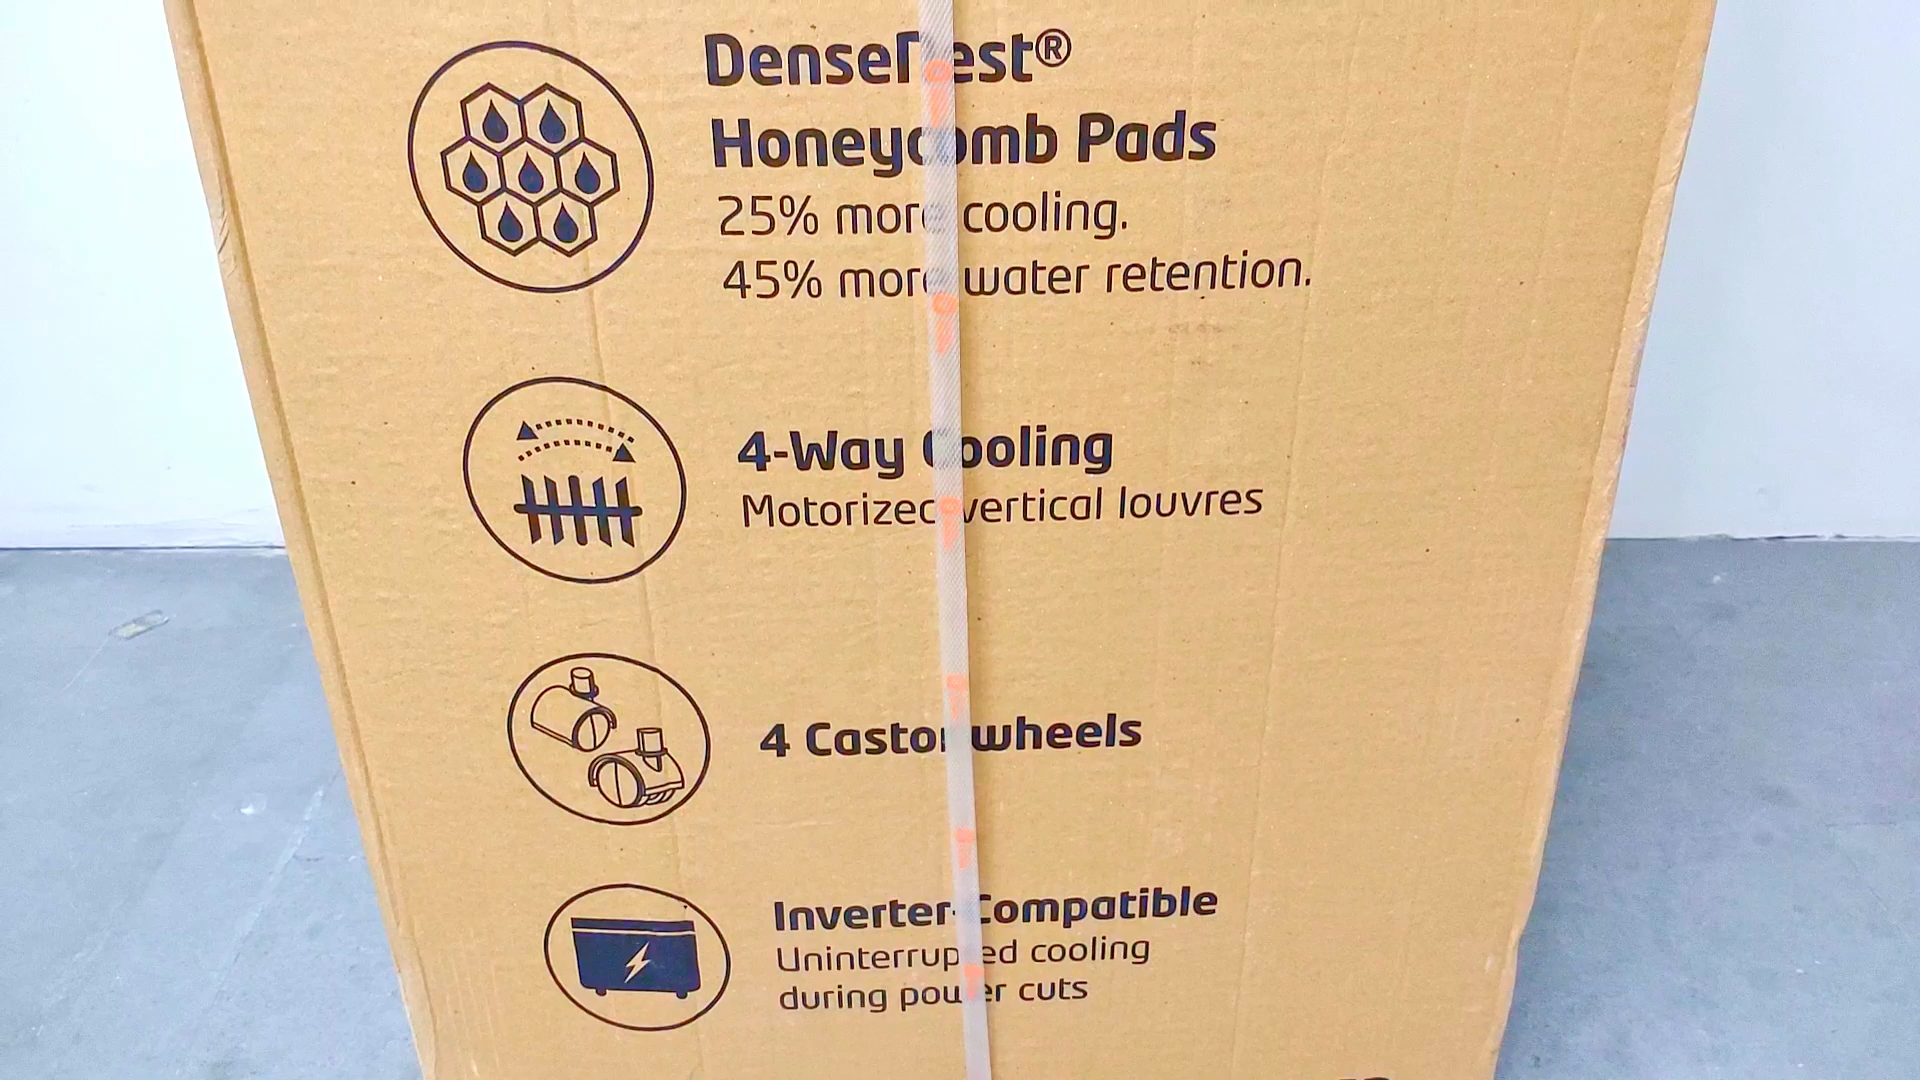 DenseNest®
Honeycomb Pads
25% more cooling.
45% more water retention.
4-Way Cooling
Motorized vertical louvres
4 Castor wheels
Inverter Compatible
Uninterrupted cooling
during power cuts